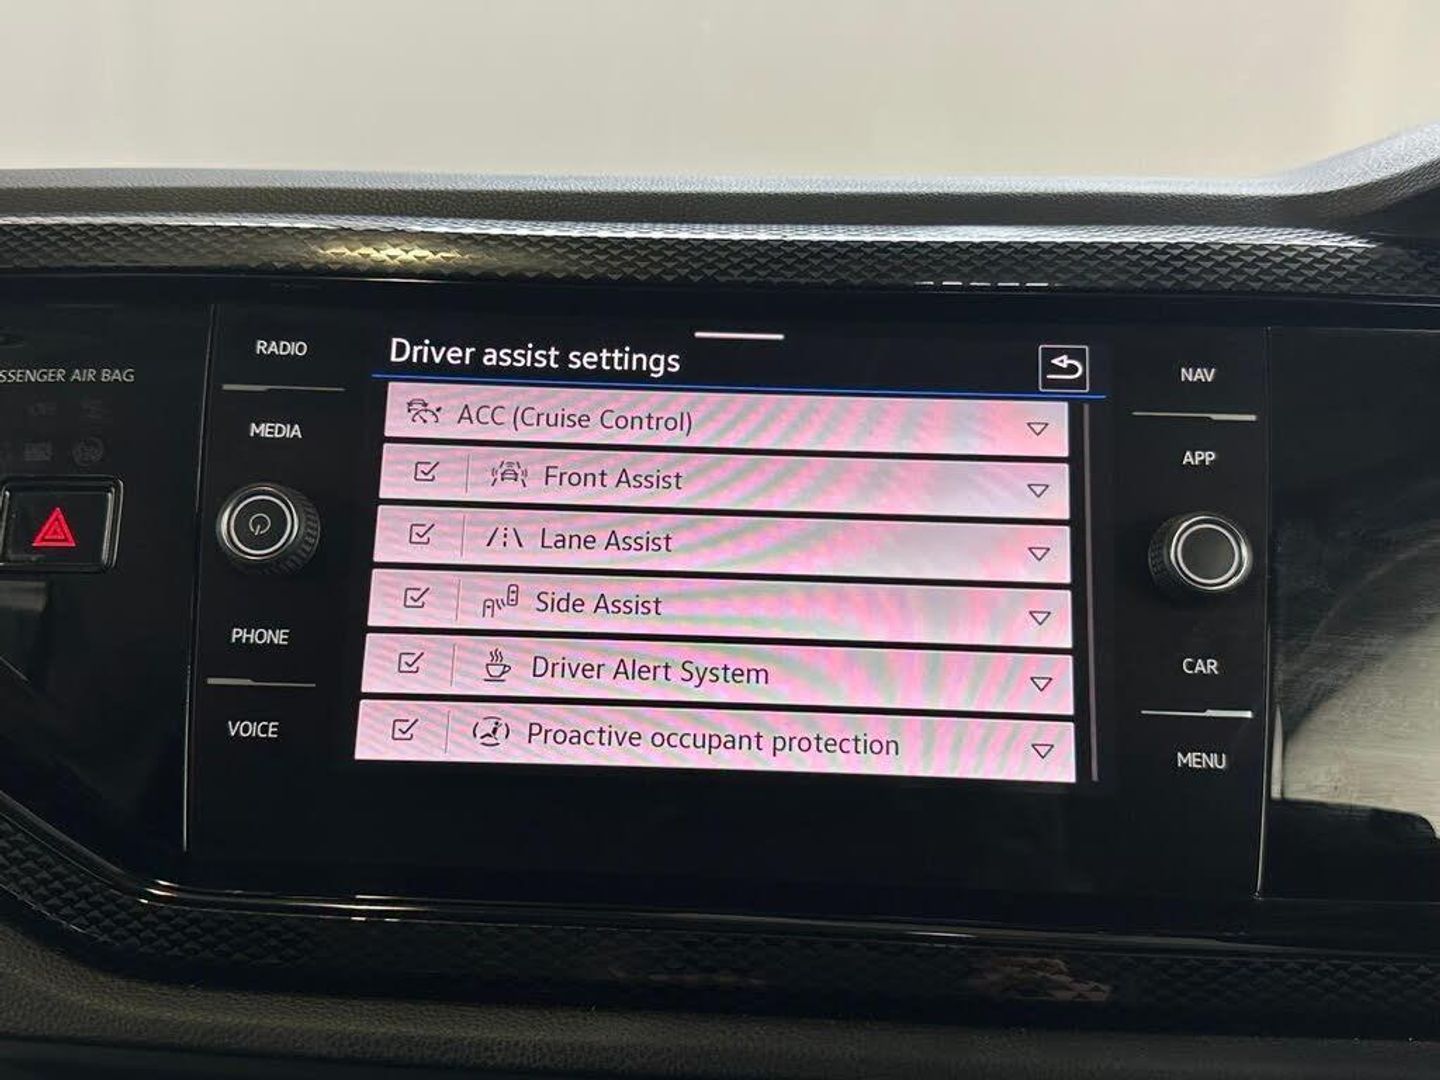 SSENGER AIR BAG
RADIO
MEDIA
PHONE
VOICE
Driver assist settings
ACC (Cruise Control)
Front Assist
Lane Assist
Side Assist
Driver Alert System
Proactive occupant protection
NAV
APP
CAR
MENU